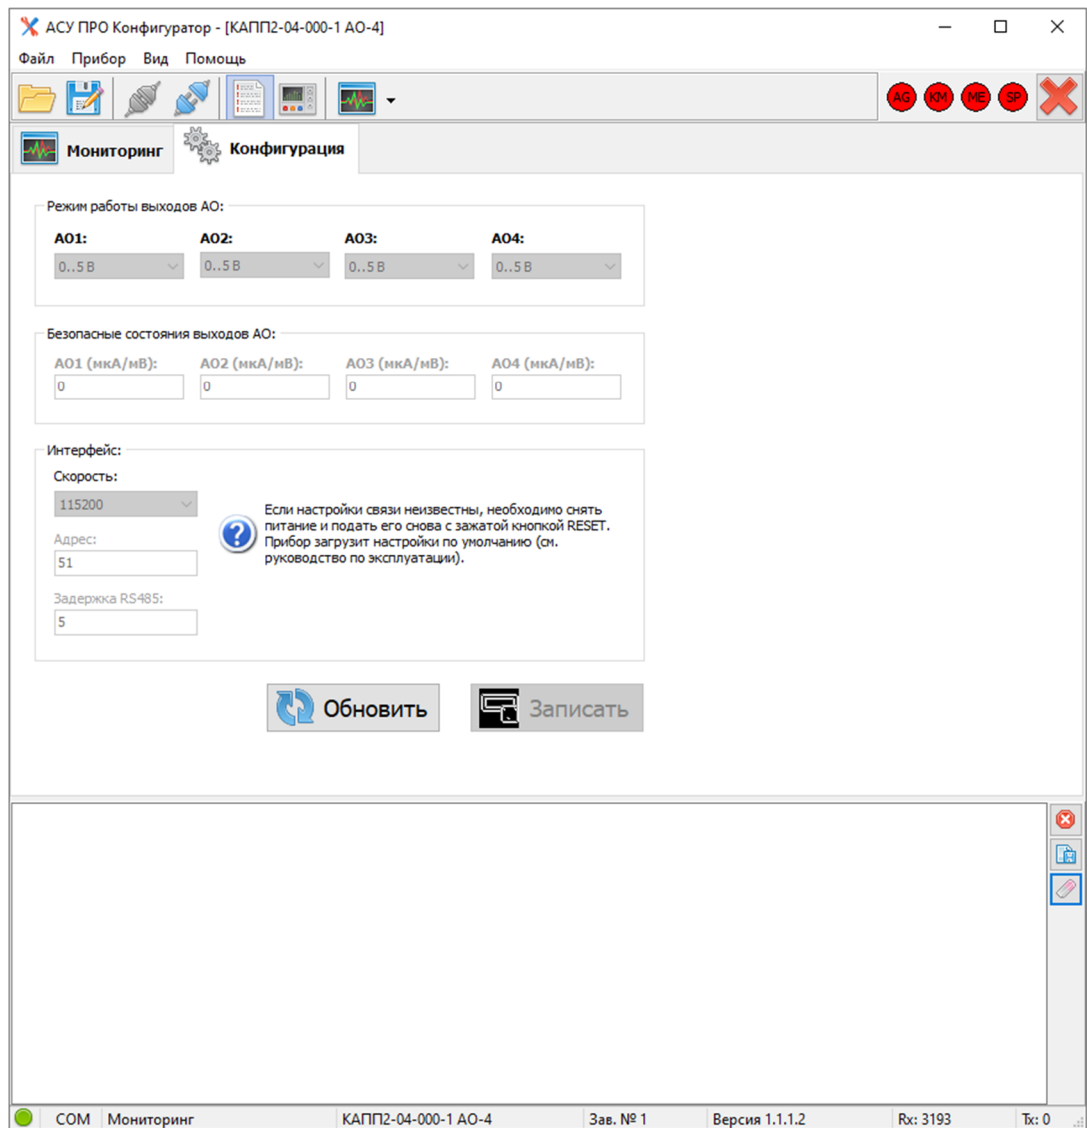 АСУ ПРО Конфигуратор - [КАПП2-04-000-1 АО-4]
Файл Прибор Вид Помощь
AG KM ME SP
Мониторинг Конфигурация
Режим работы выходов АО:
АО1: АО2: АО3: АО4:
0..5 В 0..5 В 0..5 В 0..5 В
Безопасные состояния выходов АО:
АО1 (мкА/мВ): АО2 (мкА/мВ): АО3 (мкА/мВ): АО4 (мкА/мВ):
0 0 0 0
Интерфейс:
Скорость:
115200
Адрес:
51
Задержка RS485:
5
Если настройки связи неизвестны, необходимо снять
питание и подать его снова с зажатой кнопкой RESET.
Прибор загрузит настройки по умолчанию (см.
руководство по эксплуатации).
Обновить Записать
COM Мониторинг КАПП2-04-000-1 АО-4 Зав. № 1 Версия 1.1.1.2 Rx: 3193 Tx: 0